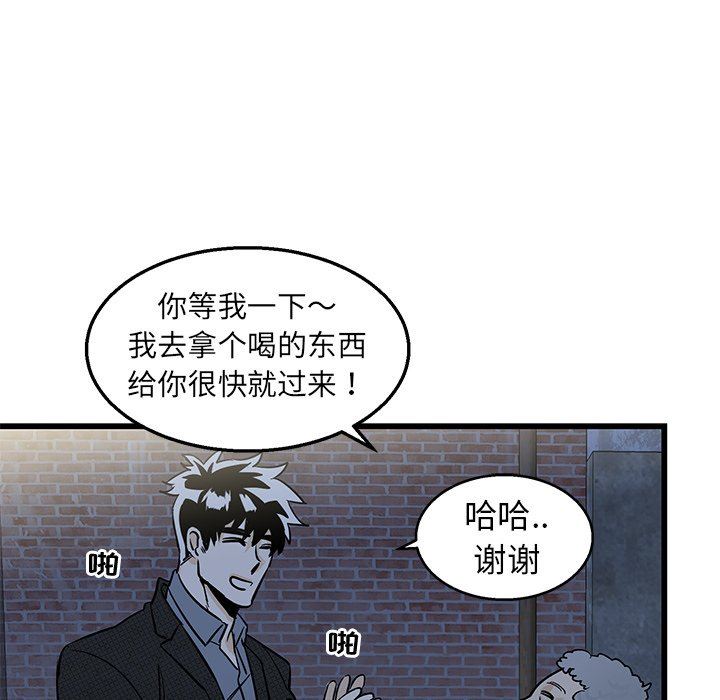 你等我一下～
我去拿个喝的东西
给你很快就过来！
哈哈..
谢谢
啪
啪